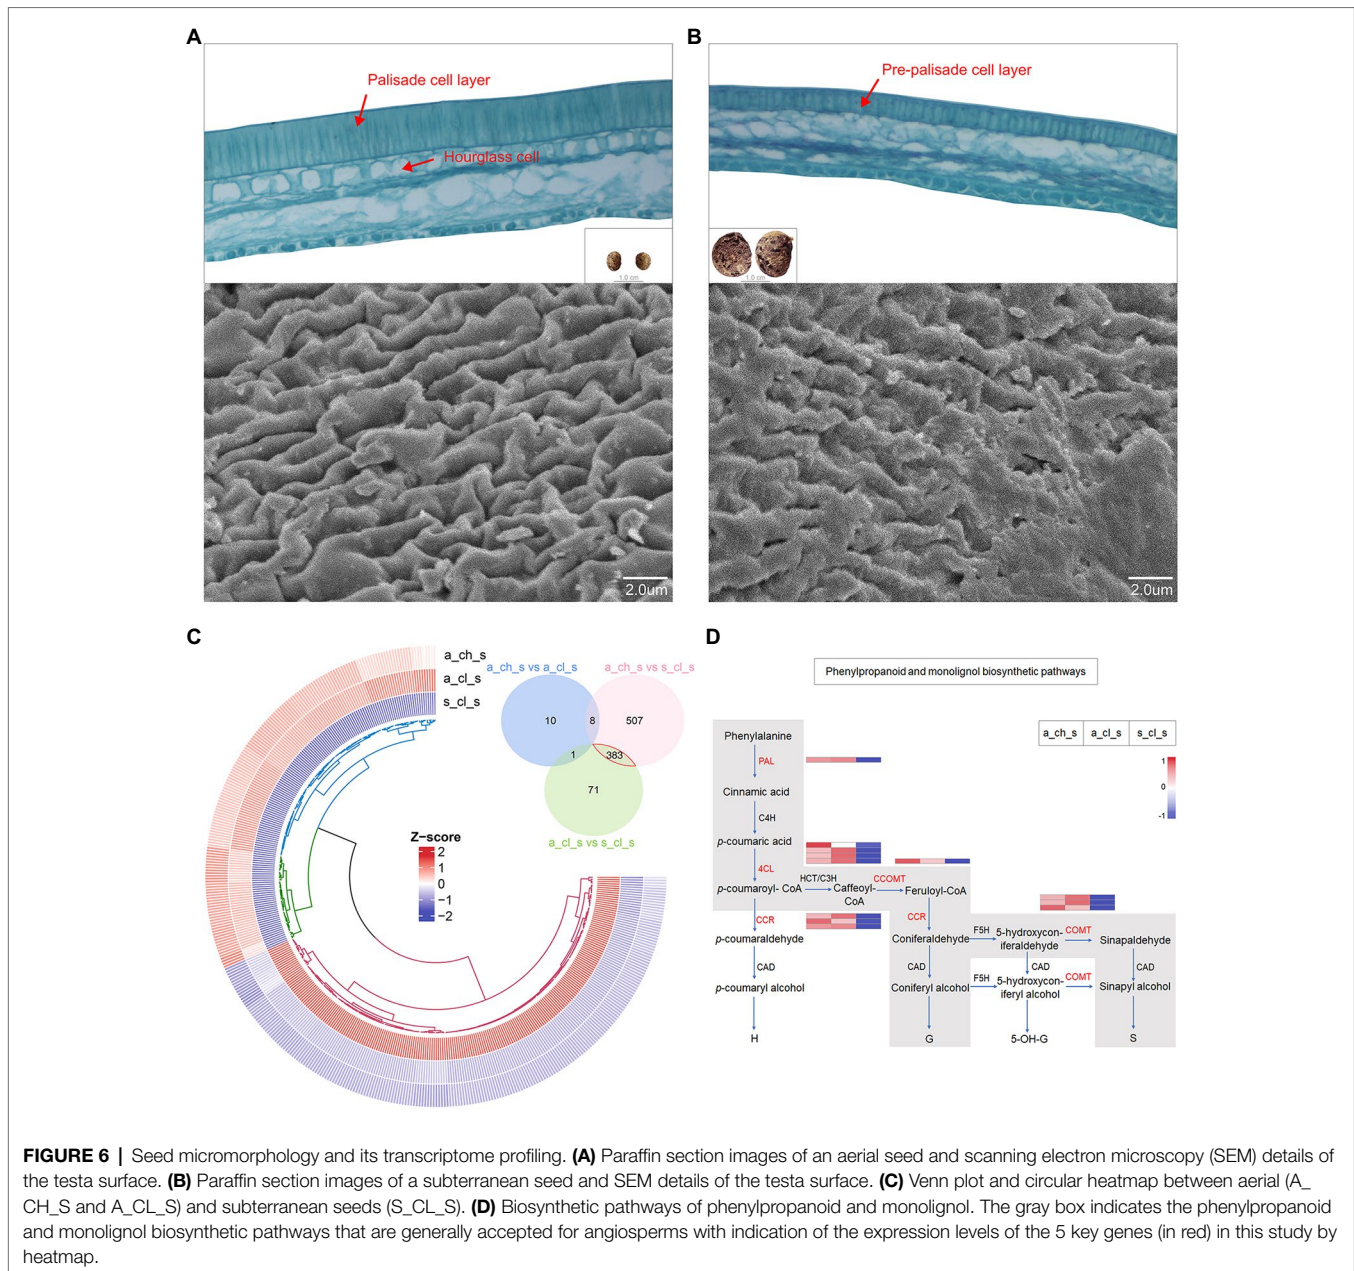 A
B
Palisade cell layer
Hourglass cell
Pre-palisade cell layer
1.0 cm
1.0 cm
2.0um
2.0um
C
a_ch_s
a_cl_s
s_cl_s
a_ch_s vs a_cl_s
a_ch_s vs s_cl_s
10
8
507
1
383
71
a_cl_s vs s_cl_s
Z−score
2
1
0
−1
−2
D
Phenylpropanoid and monolignol biosynthetic pathways
a_ch_s a_cl_s s_cl_s
1
0
-1
Phenylalanine
PAL
Cinnamic acid
C4H
p-coumaric acid
4CL
p-coumaroyl- CoA
HCT/C3H
Caffeoyl-
CoA
CCOMT
Feruloyl-CoA
CCR
CCR
p-coumaraldehyde
Coniferaldehyde
F5H
5-hydroxycon-
iferaldehyde
COMT
Sinapaldehyde
CAD
CAD
CAD
CAD
p-coumaryl alcohol
Coniferyl alcohol
F5H
5-hydroxycon-
iferyl alcohol
COMT
Sinapyl alcohol
H
G
5-OH-G
S
FIGURE 6 | Seed micromorphology and its transcriptome profiling. (A) Paraffin section images of an aerial seed and scanning electron microscopy (SEM) details of
the testa surface. (B) Paraffin section images of a subterranean seed and SEM details of the testa surface. (C) Venn plot and circular heatmap between aerial (A_
CH_S and A_CL_S) and subterranean seeds (S_CL_S). (D) Biosynthetic pathways of phenylpropanoid and monolignol. The gray box indicates the phenylpropanoid
and monolignol biosynthetic pathways that are generally accepted for angiosperms with indication of the expression levels of the 5 key genes (in red) in this study by
heatmap.